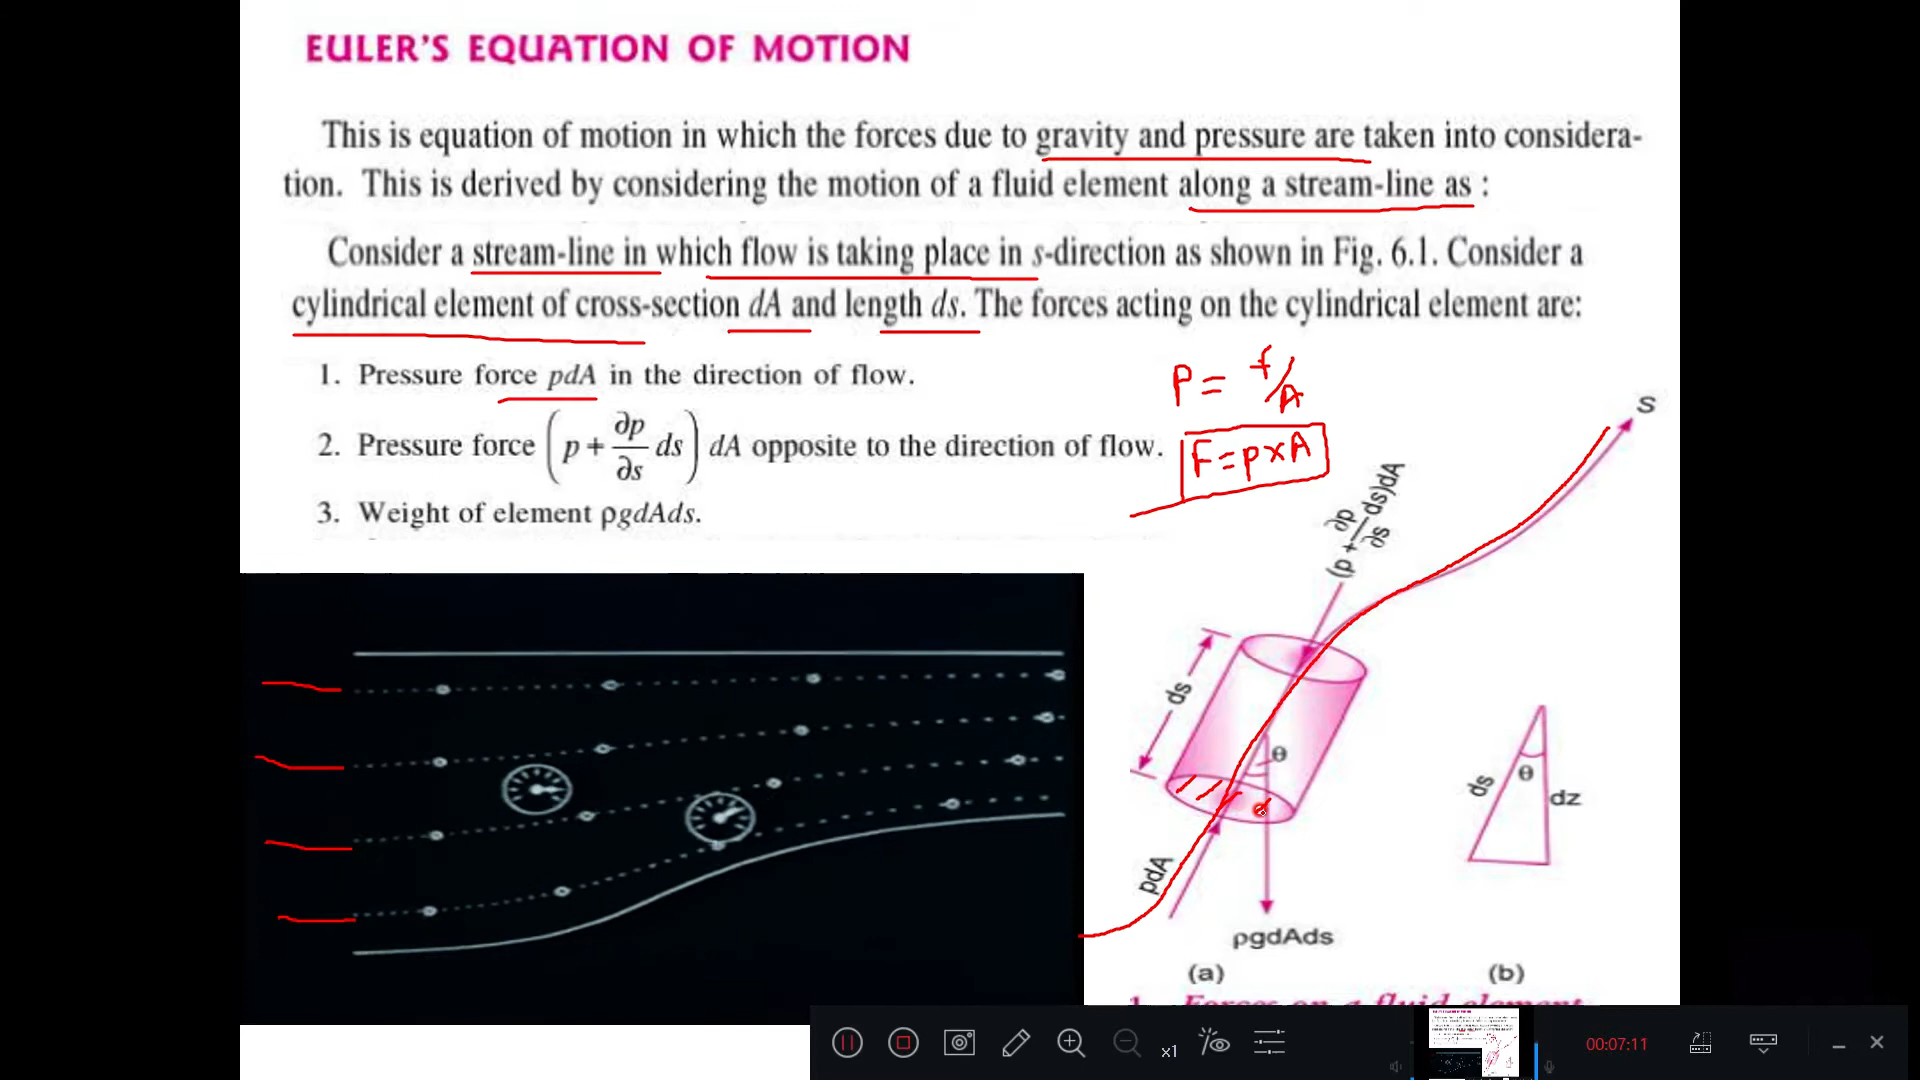 EULER'S EQUATION OF MOTION
This is equation of motion in which the forces due to gravity and pressure are taken into considera-
tion. This is derived by considering the motion of a fluid element along a stream-line as :
Consider a stream-line in which flow is taking place in s-direction as shown in Fig. 6.1. Consider a
cylindrical element of cross-section dA and length ds. The forces acting on the cylindrical element are:
1. Pressure force pdA in the direction of flow.
2. Pressure force (p + ∂p/∂s ds) dA opposite to the direction of flow.
3. Weight of element ρgdAds.
P = f/A
F = P×A
S
(p + ∂p/∂s ds)dA
ds
θ
pdA
ρgdAds
(a)
ds
θ
dz
(b)
1. Forces on a fluid element.
x1
00:07:11